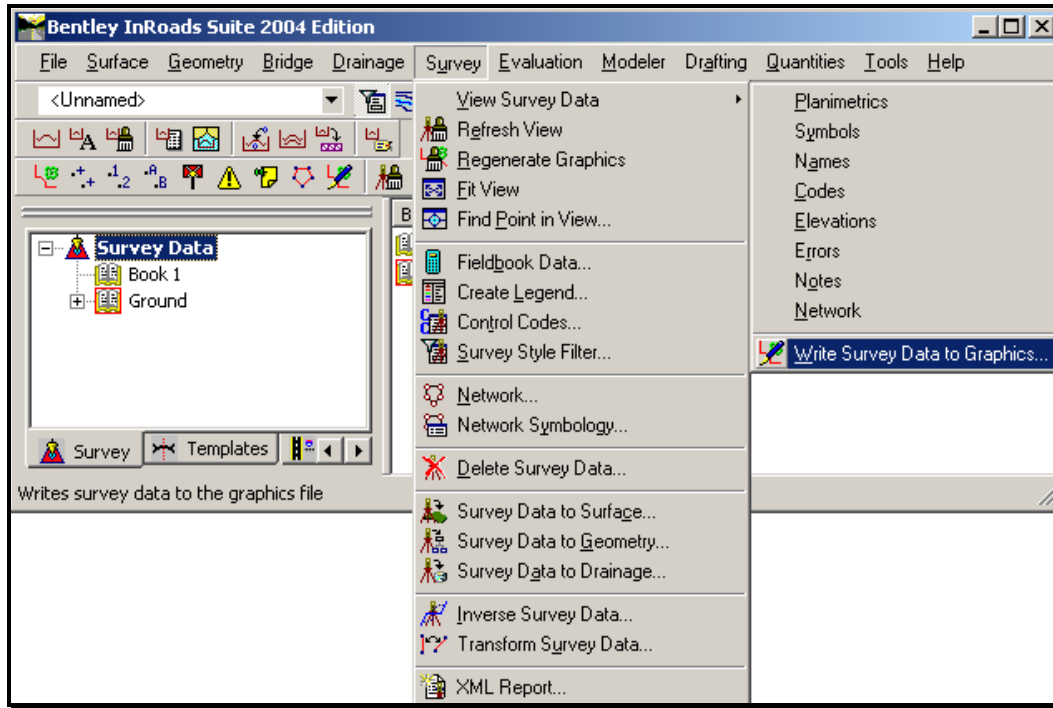 Bentley InRoads Suite 2004 Edition
File Surface Geometry Bridge Drainage Survey Evaluation Modeler Drafting Quantities Tools Help
<Unnamed>
View Survey Data
Refresh View
Regenerate Graphics
Fit View
Find Point in View...
Fieldbook Data...
Create Legend...
Control Codes...
Survey Style Filter...
Network...
Network Symbology...
Delete Survey Data...
Survey Data to Surface...
Survey Data to Geometry...
Survey Data to Drainage...
Inverse Survey Data...
Transform Survey Data...
XML Report...
Planimetrics
Symbols
Names
Codes
Elevations
Errors
Notes
Network
Write Survey Data to Graphics...
B
Survey Data
Book 1
Ground
Survey Templates
Writes survey data to the graphics file